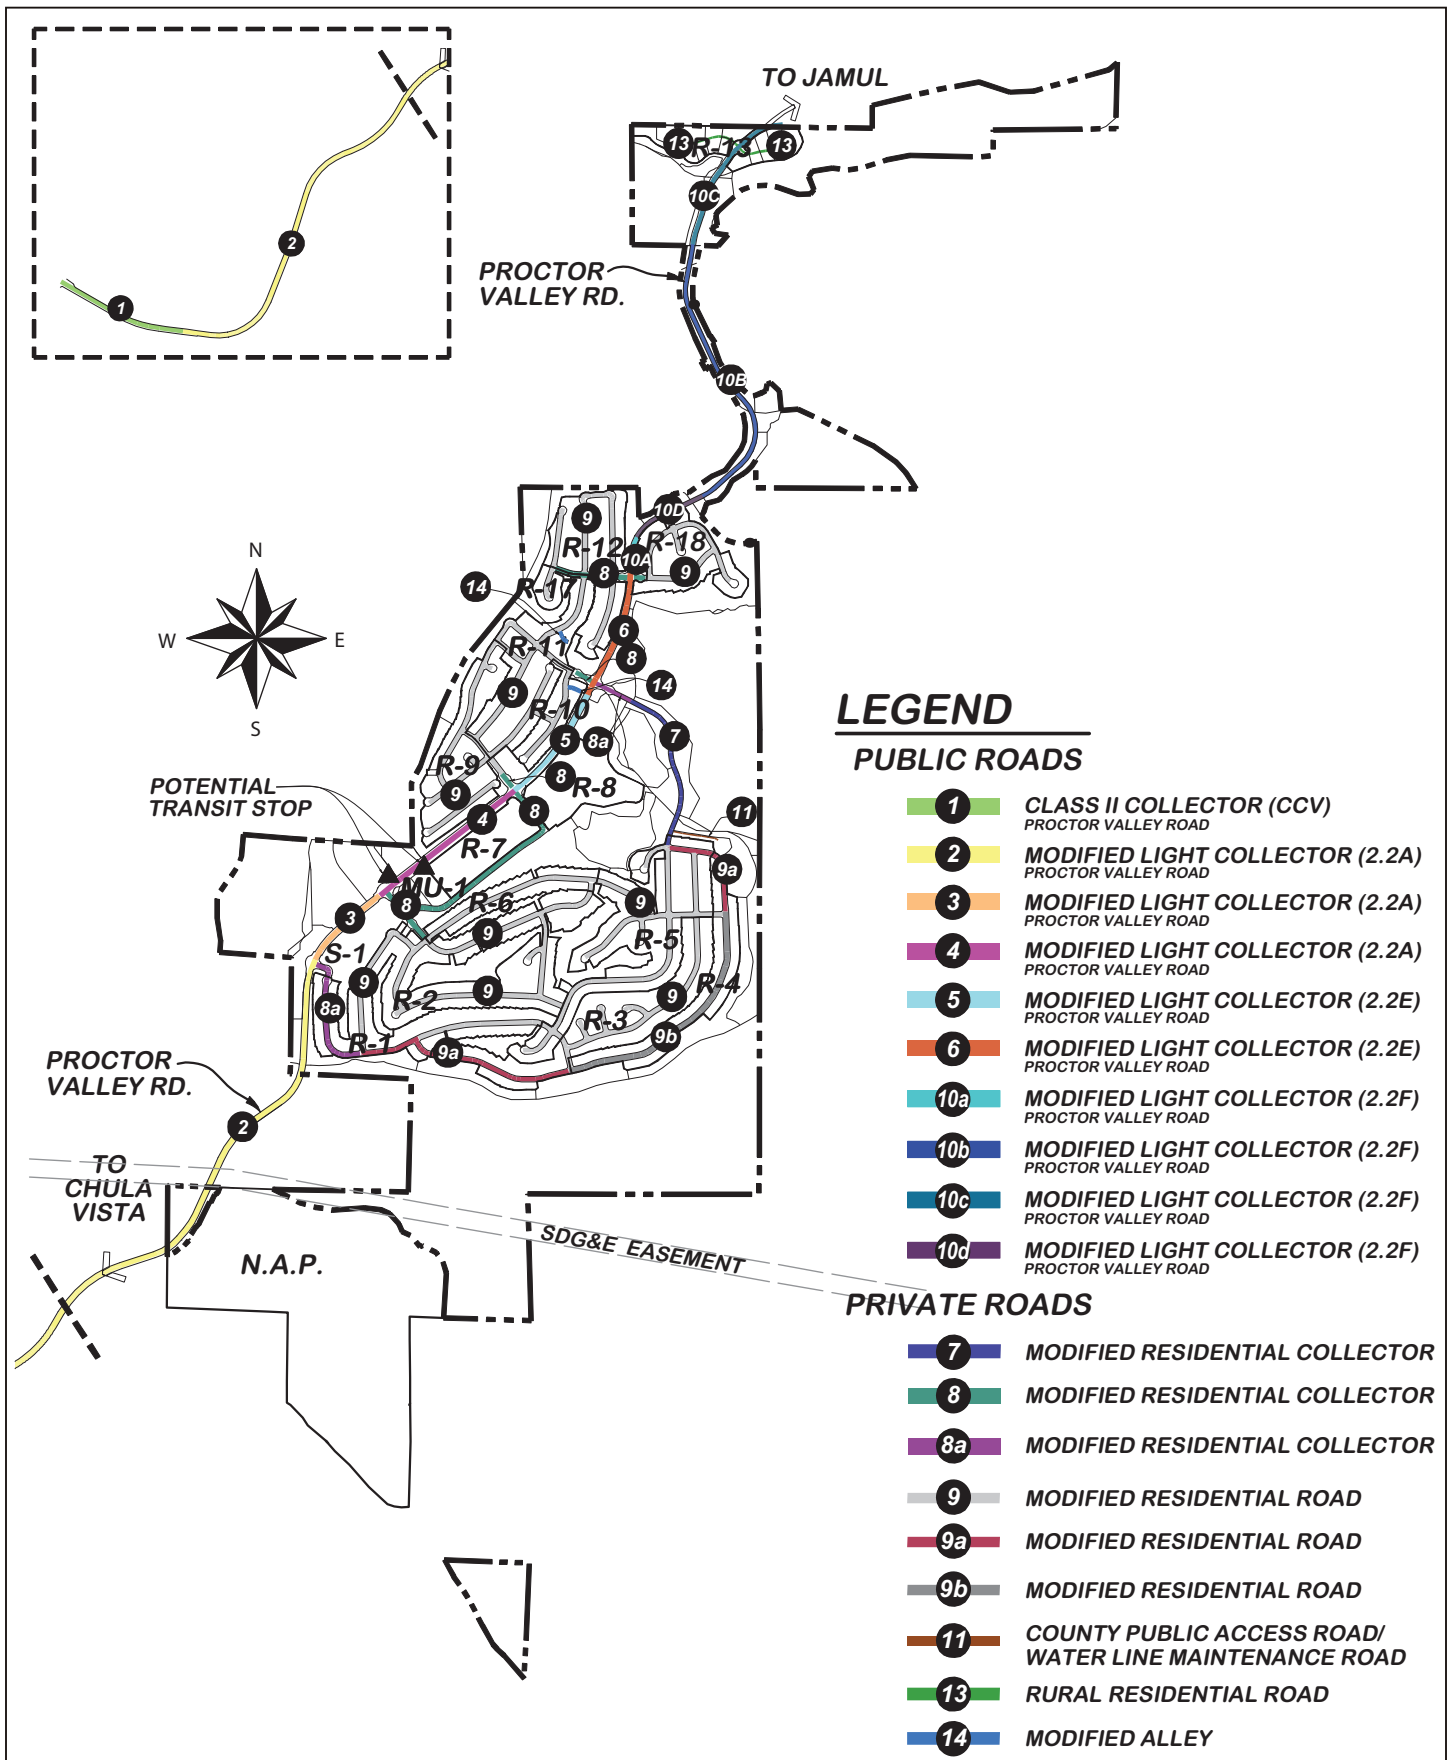 TO JAMUL
13
R-13
13
10C
2
1
PROCTOR
VALLEY RD.
10B
10D
9
R-12
R-18
10A
8
9
N
W
E
S
14
R-17
6
R-11
8
14
9
R-10
5
8a
7
R-9
8
R-8
9
POTENTIAL
TRANSIT STOP
4
8
11
R-7
9a
MU-1
8
R-6
9
3
9
R-5
S-1
9
R-2
9
9
R-4
8a
R-3
R-1
9a
9b
PROCTOR
VALLEY RD.
2
TO
CHULA
VISTA
SDG&E EASEMENT
N.A.P.
LEGEND
PUBLIC ROADS
1 CLASS II COLLECTOR (CCV)
PROCTOR VALLEY ROAD
2 MODIFIED LIGHT COLLECTOR (2.2A)
PROCTOR VALLEY ROAD
3 MODIFIED LIGHT COLLECTOR (2.2A)
PROCTOR VALLEY ROAD
4 MODIFIED LIGHT COLLECTOR (2.2A)
PROCTOR VALLEY ROAD
5 MODIFIED LIGHT COLLECTOR (2.2E)
PROCTOR VALLEY ROAD
6 MODIFIED LIGHT COLLECTOR (2.2E)
PROCTOR VALLEY ROAD
10a MODIFIED LIGHT COLLECTOR (2.2F)
PROCTOR VALLEY ROAD
10b MODIFIED LIGHT COLLECTOR (2.2F)
PROCTOR VALLEY ROAD
10c MODIFIED LIGHT COLLECTOR (2.2F)
PROCTOR VALLEY ROAD
10d MODIFIED LIGHT COLLECTOR (2.2F)
PROCTOR VALLEY ROAD
PRIVATE ROADS
7 MODIFIED RESIDENTIAL COLLECTOR
8 MODIFIED RESIDENTIAL COLLECTOR
8a MODIFIED RESIDENTIAL COLLECTOR
9 MODIFIED RESIDENTIAL ROAD
9a MODIFIED RESIDENTIAL ROAD
9b MODIFIED RESIDENTIAL ROAD
11 COUNTY PUBLIC ACCESS ROAD/
WATER LINE MAINTENANCE ROAD
13 RURAL RESIDENTIAL ROAD
14 MODIFIED ALLEY